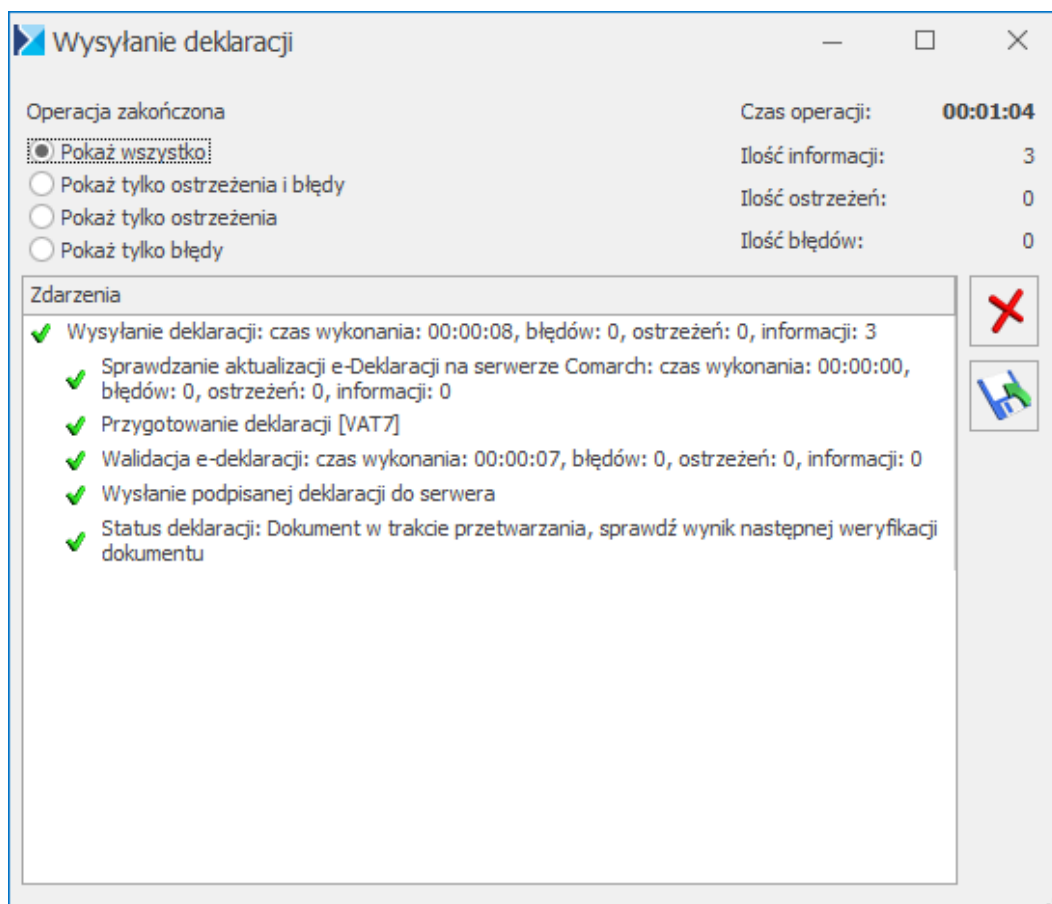 Wysyłanie deklaracji
Operacja zakończona
Czas operacji: 00:01:04
Pokaż wszystko
Ilość informacji: 3
Pokaż tylko ostrzeżenia i błędy
Ilość ostrzeżeń: 0
Pokaż tylko ostrzeżenia
Ilość błędów: 0
Pokaż tylko błędy
Zdarzenia
Wysyłanie deklaracji: czas wykonania: 00:00:08, błędów: 0, ostrzeżeń: 0, informacji: 3
Sprawdzanie aktualizacji e-Deklaracji na serwerze Comarch: czas wykonania: 00:00:00,
błędów: 0, ostrzeżeń: 0, informacji: 0
Przygotowanie deklaracji [VAT7]
Walidacja e-deklaracji: czas wykonania: 00:00:07, błędów: 0, ostrzeżeń: 0, informacji: 0
Wysłanie podpisanej deklaracji do serwera
Status deklaracji: Dokument w trakcie przetwarzania, sprawdź wynik następnej weryfikacji
dokumentu